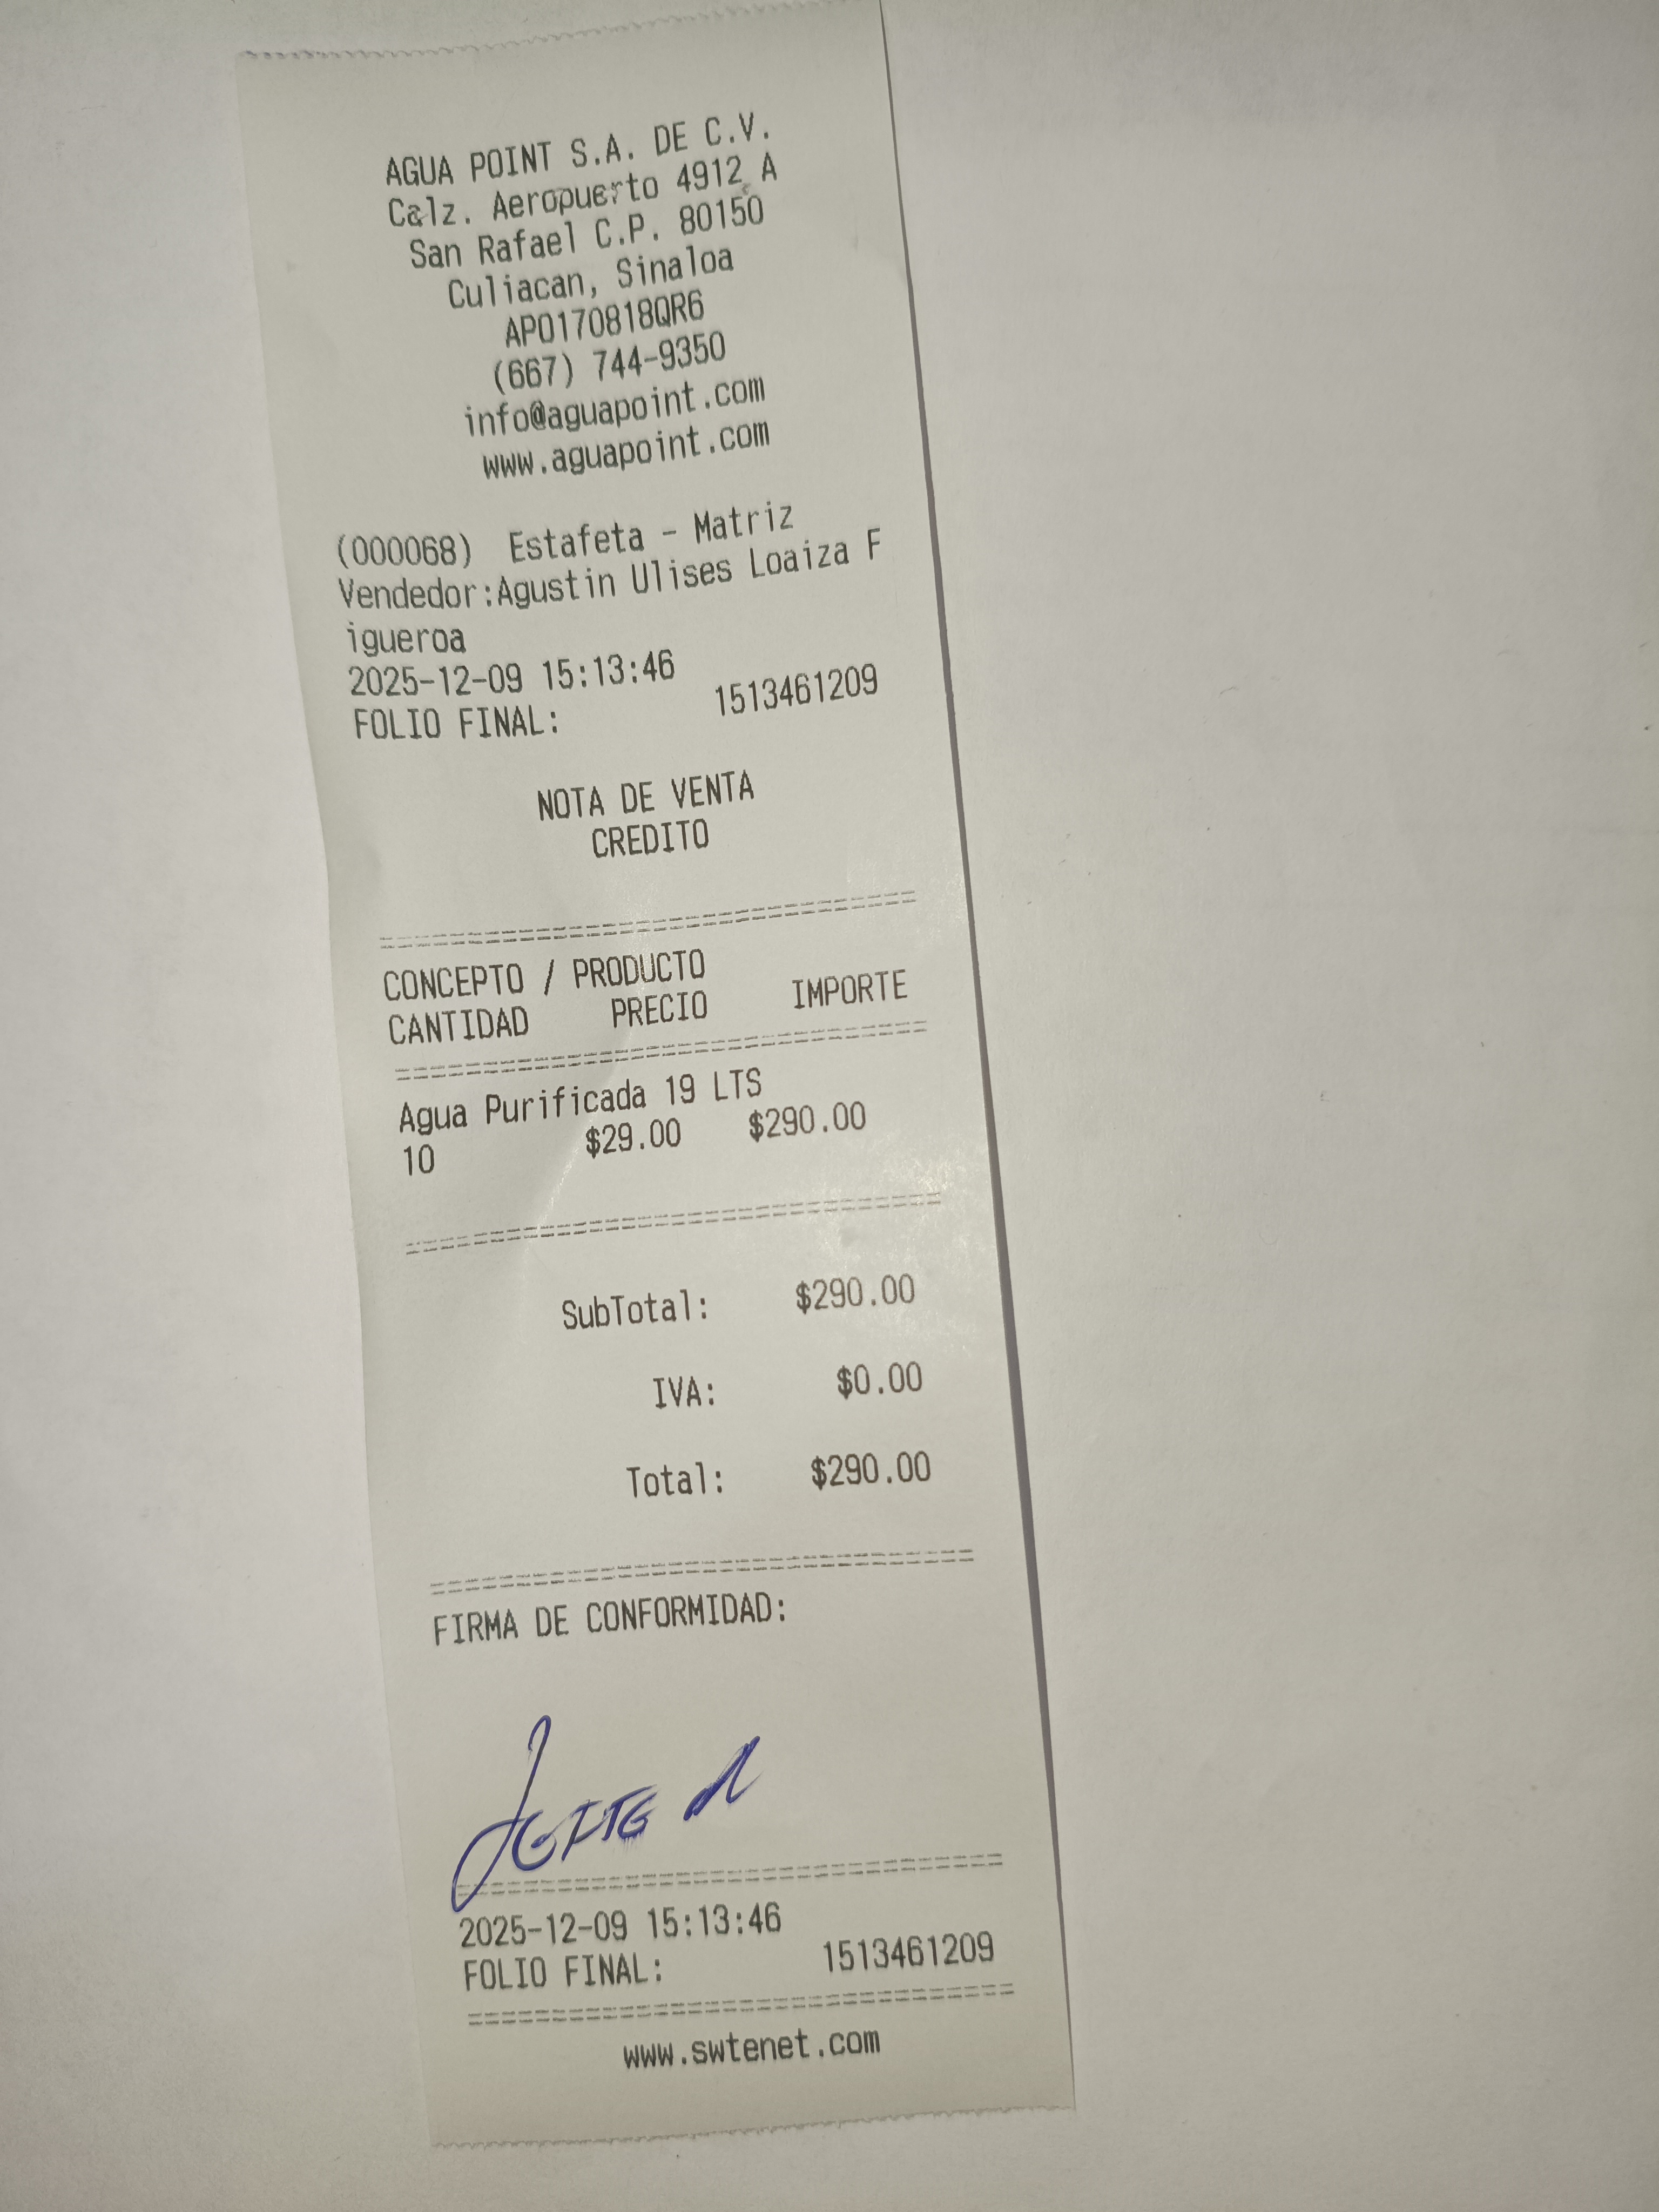 AGUA POINT S.A. DE C.V.
Calz. Aeropuerto 4912 A
San Rafael C.P. 80150
Culiacan, Sinaloa
APO170818QR6
(667) 744-9350
info@aguapoint.com
www.aguapoint.com
(000068) Estafeta - Matriz
Vendedor:Agustin Ulises Loaiza F
igueroa
2025-12-09 15:13:46
FOLIO FINAL: 1513461209
NOTA DE VENTA
CREDITO
CONCEPTO / PRODUCTO
CANTIDAD PRECIO IMPORTE
Agua Purificada 19 LTS
10 $29.00 $290.00
SubTotal: $290.00
IVA: $0.00
Total: $290.00
FIRMA DE CONFORMIDAD:
2025-12-09 15:13:46
FOLIO FINAL: 1513461209
www.swtenet.com